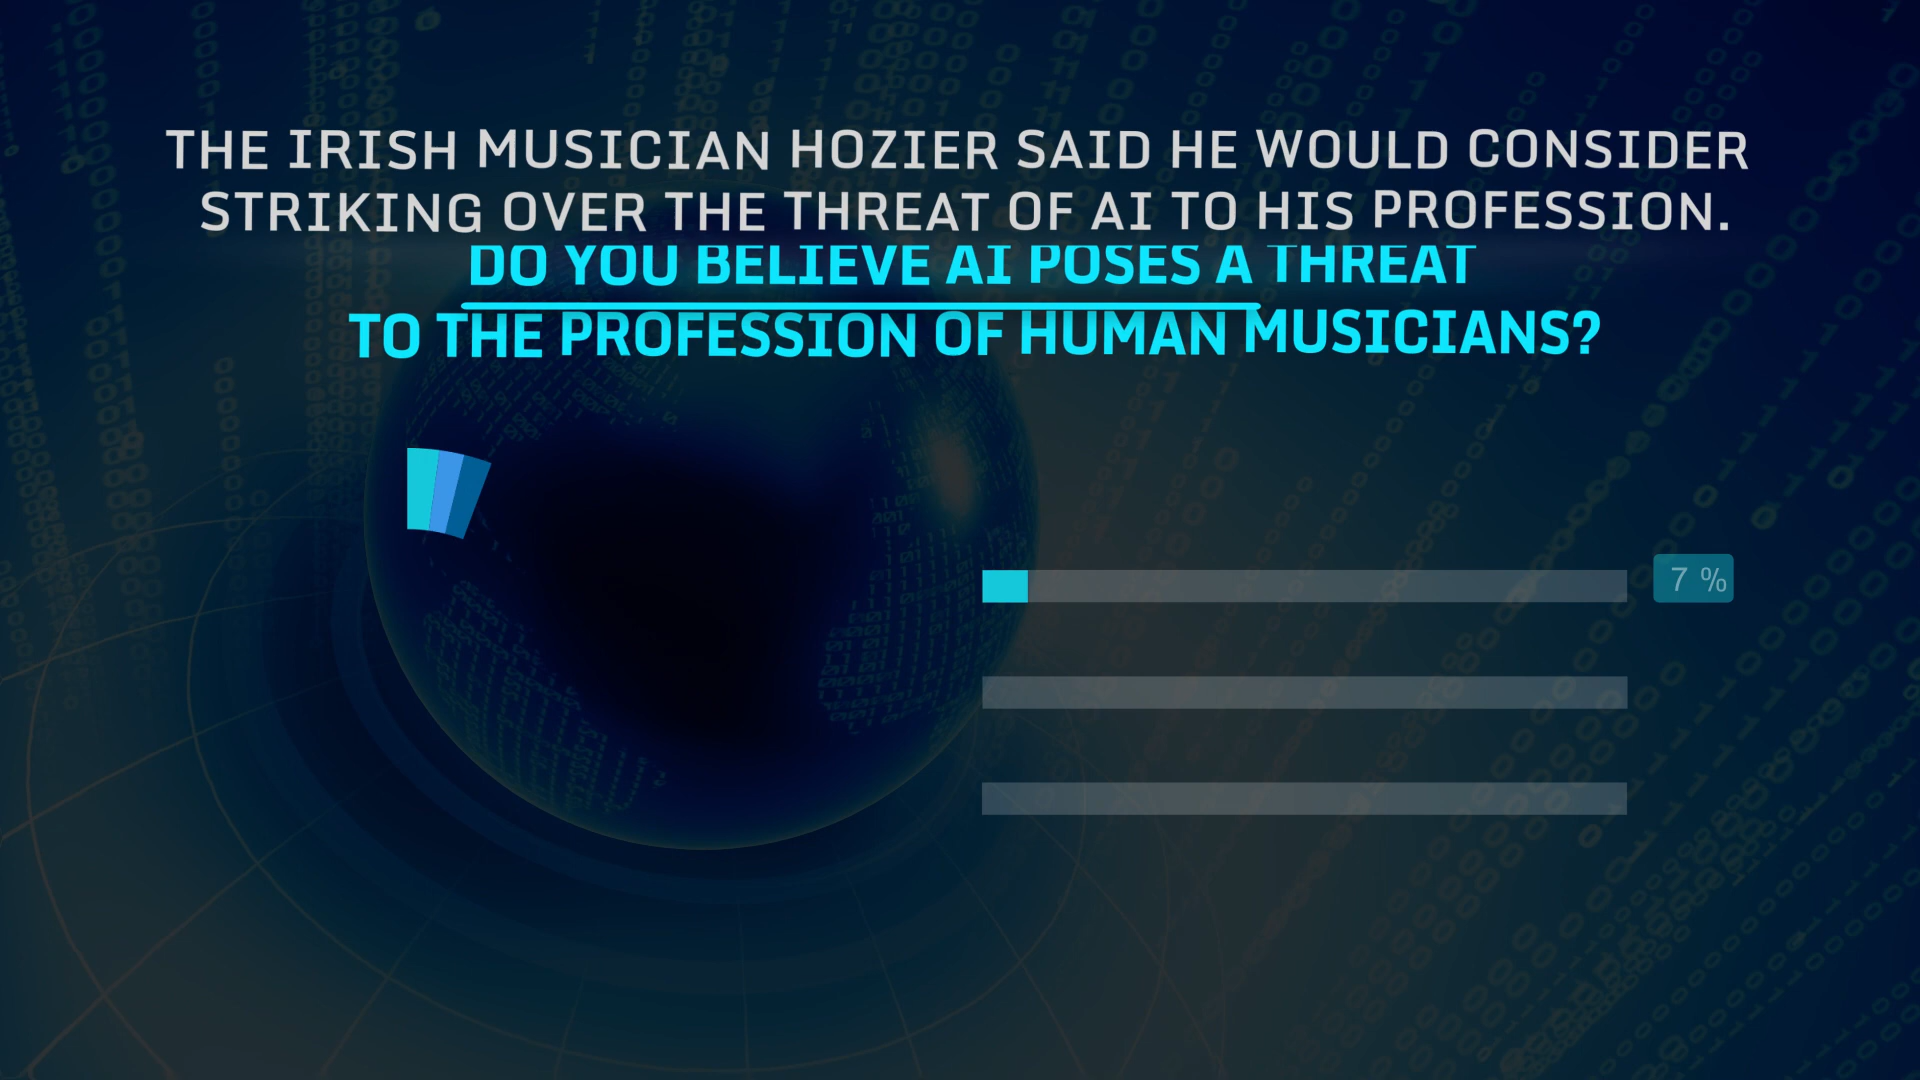 THE IRISH MUSICIAN HOZIER SAID HE WOULD CONSIDER
STRIKING OVER THE THREAT OF AI TO HIS PROFESSION.
DO YOU BELIEVE AI POSES A THREAT
TO THE PROFESSION OF HUMAN MUSICIANS?
7 %